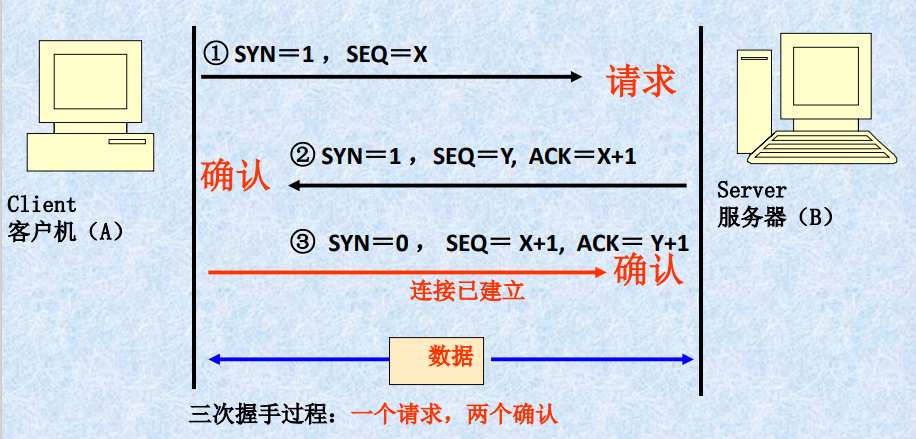 ① SYN＝1 ，SEQ＝X
请求
② SYN＝1 ，SEQ＝Y, ACK＝X+1
确认
Client
客户机（A）
Server
服务器（B）
③ SYN＝0 ， SEQ＝ X+1, ACK＝ Y+1
确认
连接已建立
数据
三次握手过程：一个请求，两个确认